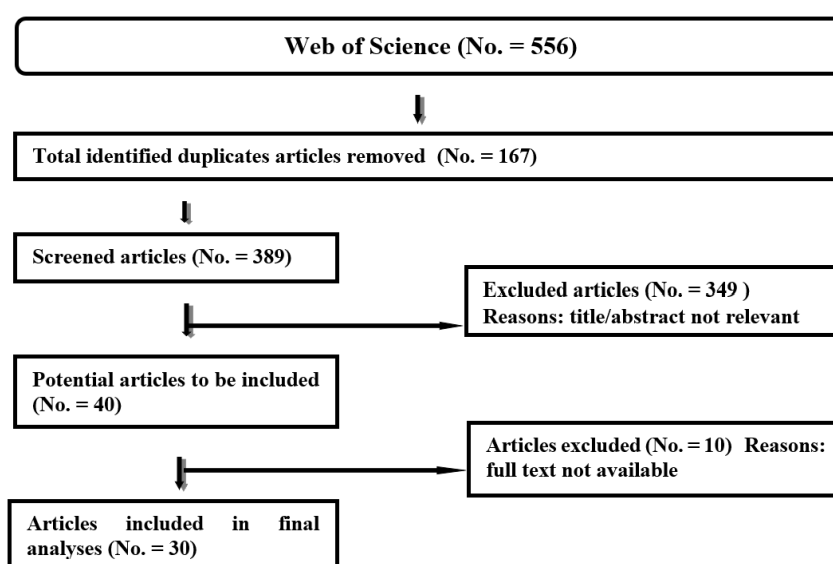 Web of Science (No. = 556)
Total identified duplicates articles removed (No. = 167)
Screened articles (No. = 389)
Excluded articles (No. = 349 )
Reasons: title/abstract not relevant
Potential articles to be included
(No. = 40)
Articles excluded (No. = 10) Reasons:
full text not available
Articles included in final
analyses (No. = 30)